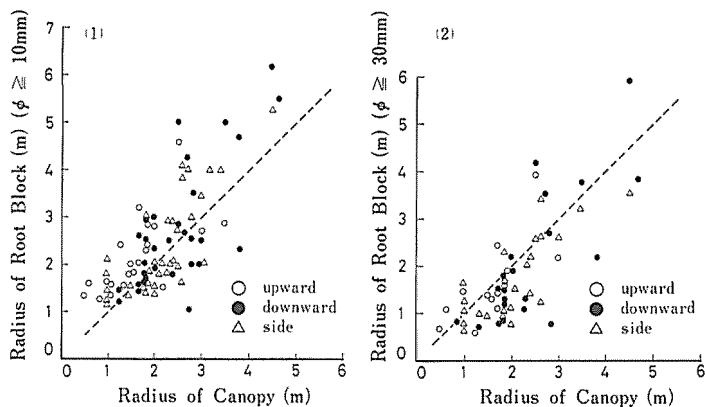 (1)
Radius of Root Block (m) (φ ≧ 10mm)
7
6
5
4
3
2
1
0
0 1 2 3 4 5 6
Radius of Canopy (m)
upward
downward
side
(2)
Radius of Root Block (m) (φ ≧ 30mm)
6
5
4
3
2
1
0
0 1 2 3 4 5 6
Radius of Canopy (m)
upward
downward
side